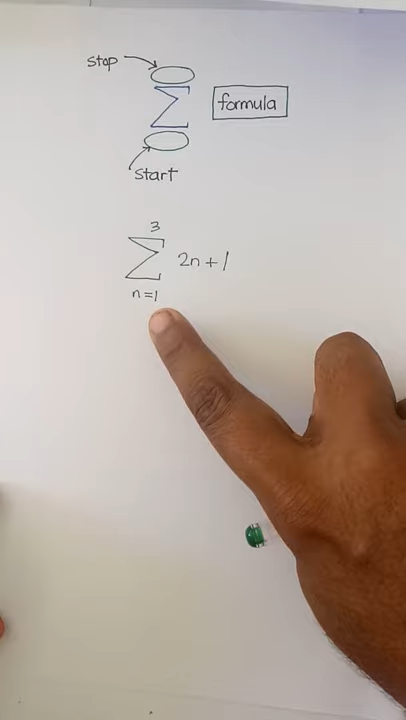 stop
Σ formula
start
3
Σ 2n + 1
n = 1